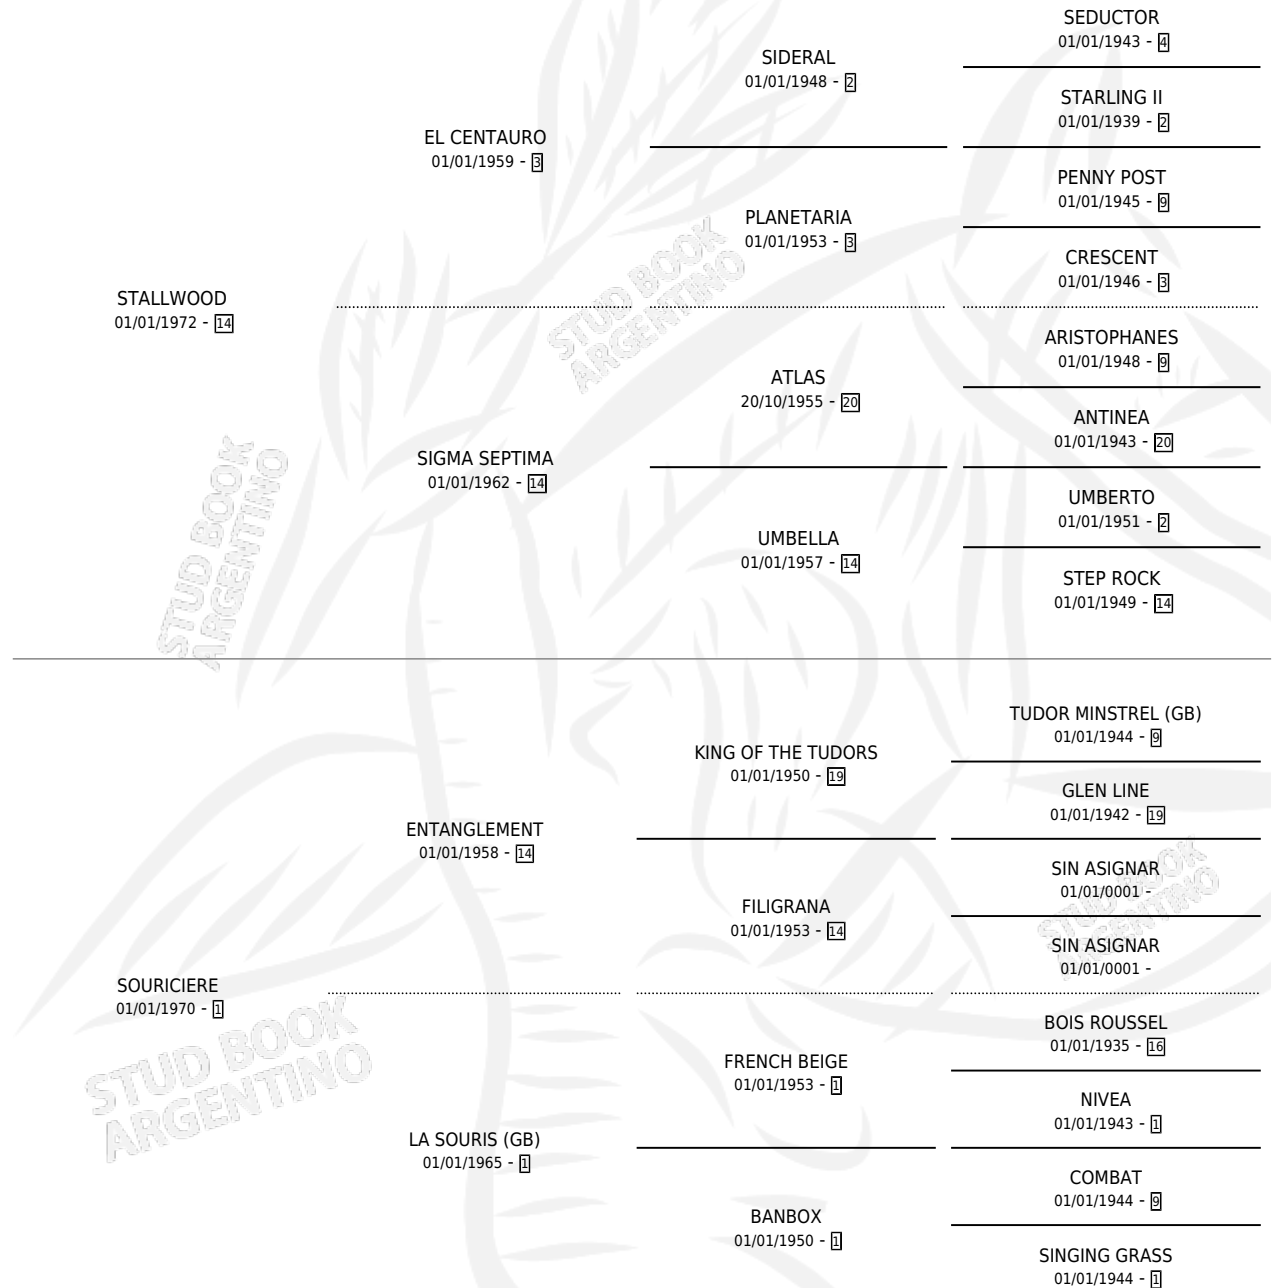 SEDUCTOR
01/01/1943 - 4
SIDERAL
01/01/1948 - 2
STARLING II
01/01/1939 - 2
EL CENTAURO
01/01/1959 - 3
PENNY POST
01/01/1945 - 9
PLANETARIA
01/01/1953 - 3
CRESCENT
01/01/1946 - 3
STALLWOOD
01/01/1972 - 14
ARISTOPHANES
01/01/1948 - 9
ATLAS
20/10/1955 - 20
ANTINEA
01/01/1943 - 20
SIGMA SEPTIMA
01/01/1962 - 14
UMBERTO
01/01/1951 - 2
UMBELLA
01/01/1957 - 14
STEP ROCK
01/01/1949 - 14
TUDOR MINSTREL (GB)
01/01/1944 - 9
KING OF THE TUDORS
01/01/1950 - 19
GLEN LINE
01/01/1942 - 19
ENTANGLEMENT
01/01/1958 - 14
SIN ASIGNAR
01/01/0001 -
FILIGRANA
01/01/1953 - 14
SIN ASIGNAR
01/01/0001 -
SOURICIERE
01/01/1970 - 1
BOIS ROUSSEL
01/01/1935 - 16
FRENCH BEIGE
01/01/1953 - 1
NIVEA
01/01/1943 - 1
LA SOURIS (GB)
01/01/1965 - 1
COMBAT
01/01/1944 - 9
BANBOX
01/01/1950 - 1
SINGING GRASS
01/01/1944 - 1
STUD BOOK
ARGENTINO
STUD BOOK
ARGENTINO
STUD BOOK
ARGENTINO
STUD BOOK
ARGENTINO